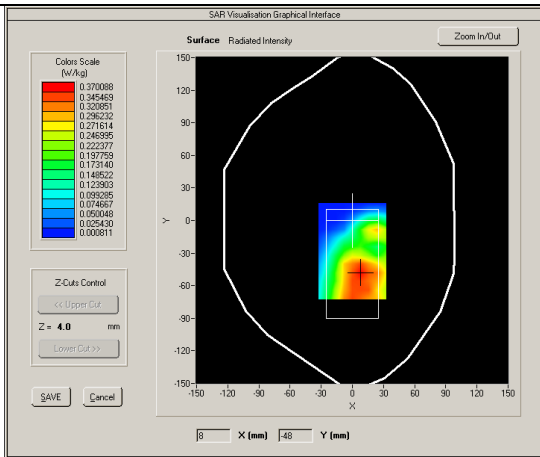 SAR Visualisation Graphical Interface
Surface Radiated Intensity
Zoom In/Out
Colors Scale
(W/kg)
0.370088
0.345469
0.320851
0.296232
0.271614
0.246995
0.222377
0.197759
0.173140
0.148522
0.123903
0.099285
0.074667
0.050048
0.025430
0.000811
Z-Cuts Control
<< Upper Cut
Z = 4.0 mm
Lower Cut >>
SAVE Cancel
150
120
90
60
30
0
-30
-60
-90
-120
-150
Y
-150 -120 -90 -60 -30 0 30 60 90 120 150
X
8 X (mm) -48 Y (mm)